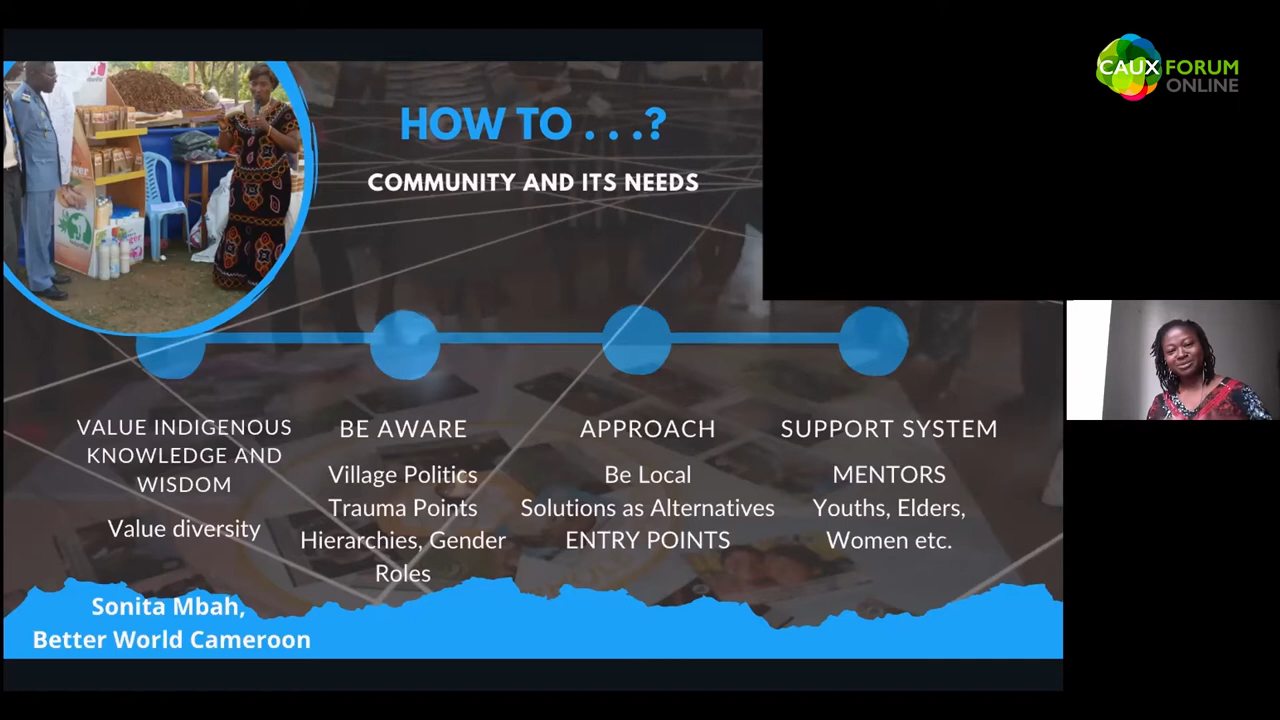 CAUX FORUM
ONLINE
HOW TO . . .?
COMMUNITY AND ITS NEEDS
VALUE INDIGENOUS
KNOWLEDGE AND
WISDOM
Value diversity
BE AWARE
Village Politics
Trauma Points
Hierarchies, Gender
Roles
APPROACH
Be Local
Solutions as Alternatives
ENTRY POINTS
SUPPORT SYSTEM
MENTORS
Youths, Elders,
Women etc.
Sonita Mbah,
Better World Cameroon